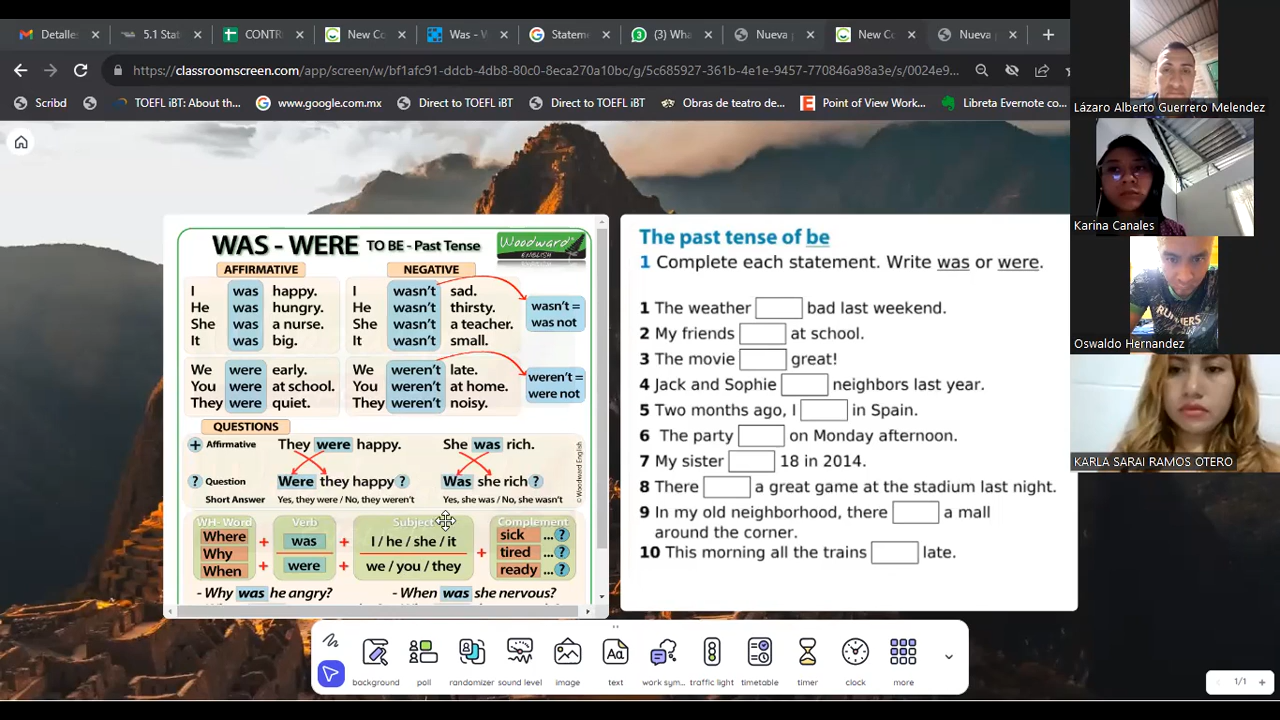 Detalle
5.1 Stat
CONTR
New Co
Was - W
Stateme
(3) Wha
Nueva
New Co
Nueva
https://classroomscreen.com/app/screen/w/bf1afc91-ddcb-4db8-80c0-8eca270a10bc/g/5c685927-361b-4e1e-9457-770846a98a3e/s/0024e9...
Scribd
TOEFL iBT: About th...
www.google.com.mx
Direct to TOEFL iBT
Direct to TOEFL iBT
Obras de teatro de...
Point of View Work...
Libreta Evernote co...
Lázaro Alberto Guerrero Melendez
Karina Canales
Oswaldo Hernandez
KARLA SARAI RAMOS OTERO
WAS - WERE TO BE - Past Tense
Woodward
ENGLISH
AFFIRMATIVE
I was happy.
He was hungry.
She was a nurse.
It was big.
We were early.
You were at school.
They were quiet.
NEGATIVE
I wasn't sad.
He wasn't thirsty.
She wasn't a teacher.
It wasn't small.
We weren't late.
You weren't at home.
They weren't noisy.
wasn't =
was not
weren't =
were not
QUESTIONS
+ Affirmative They were happy. She was rich.
? Question Were they happy ? Was she rich ?
Short Answer Yes, they were / No, they weren't Yes, she was / No, she wasn't
© Woodward English
WH- Word Verb Subject Complement
Where + was + I / he / she / it sick ...?
Why + tired ...?
When + were + we / you / they ready ...?
- Why was he angry? - When was she nervous?
The past tense of be
1 Complete each statement. Write was or were.
1 The weather bad last weekend.
2 My friends at school.
3 The movie great!
4 Jack and Sophie neighbors last year.
5 Two months ago, I in Spain.
6 The party on Monday afternoon.
7 My sister 18 in 2014.
8 There a great game at the stadium last night.
9 In my old neighborhood, there a mall
around the corner.
10 This morning all the trains late.
background
poll
randomizer
sound level
image
Aa
text
work sym...
traffic light
timetable
timer
clock
more
1/1